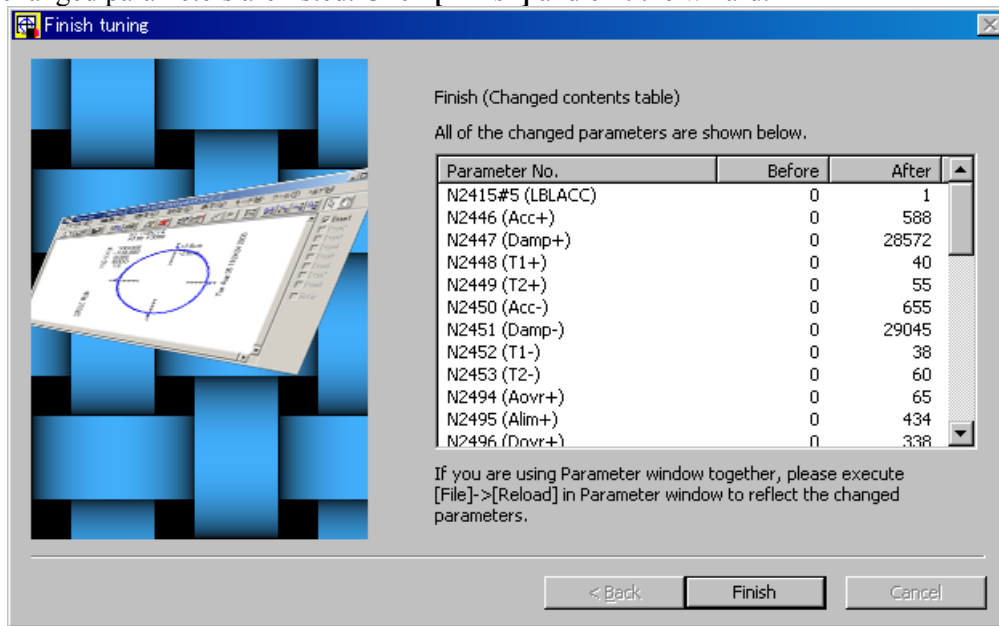 Finish tuning
Finish (Changed contents table)
All of the changed parameters are shown below.
Parameter No. Before After
N2415#5 (LBLACC) 0 1
N2446 (Acc+) 0 588
N2447 (Damp+) 0 28572
N2448 (T1+) 0 40
N2449 (T2+) 0 55
N2450 (Acc-) 0 655
N2451 (Damp-) 0 29045
N2452 (T1-) 0 38
N2453 (T2-) 0 60
N2494 (Aovr+) 0 65
N2495 (Alim+) 0 434
N2496 (Dovr+) 0 338
If you are using Parameter window together, please execute
[File]->[Reload] in Parameter window to reflect the changed
parameters.
< Back Finish Cancel